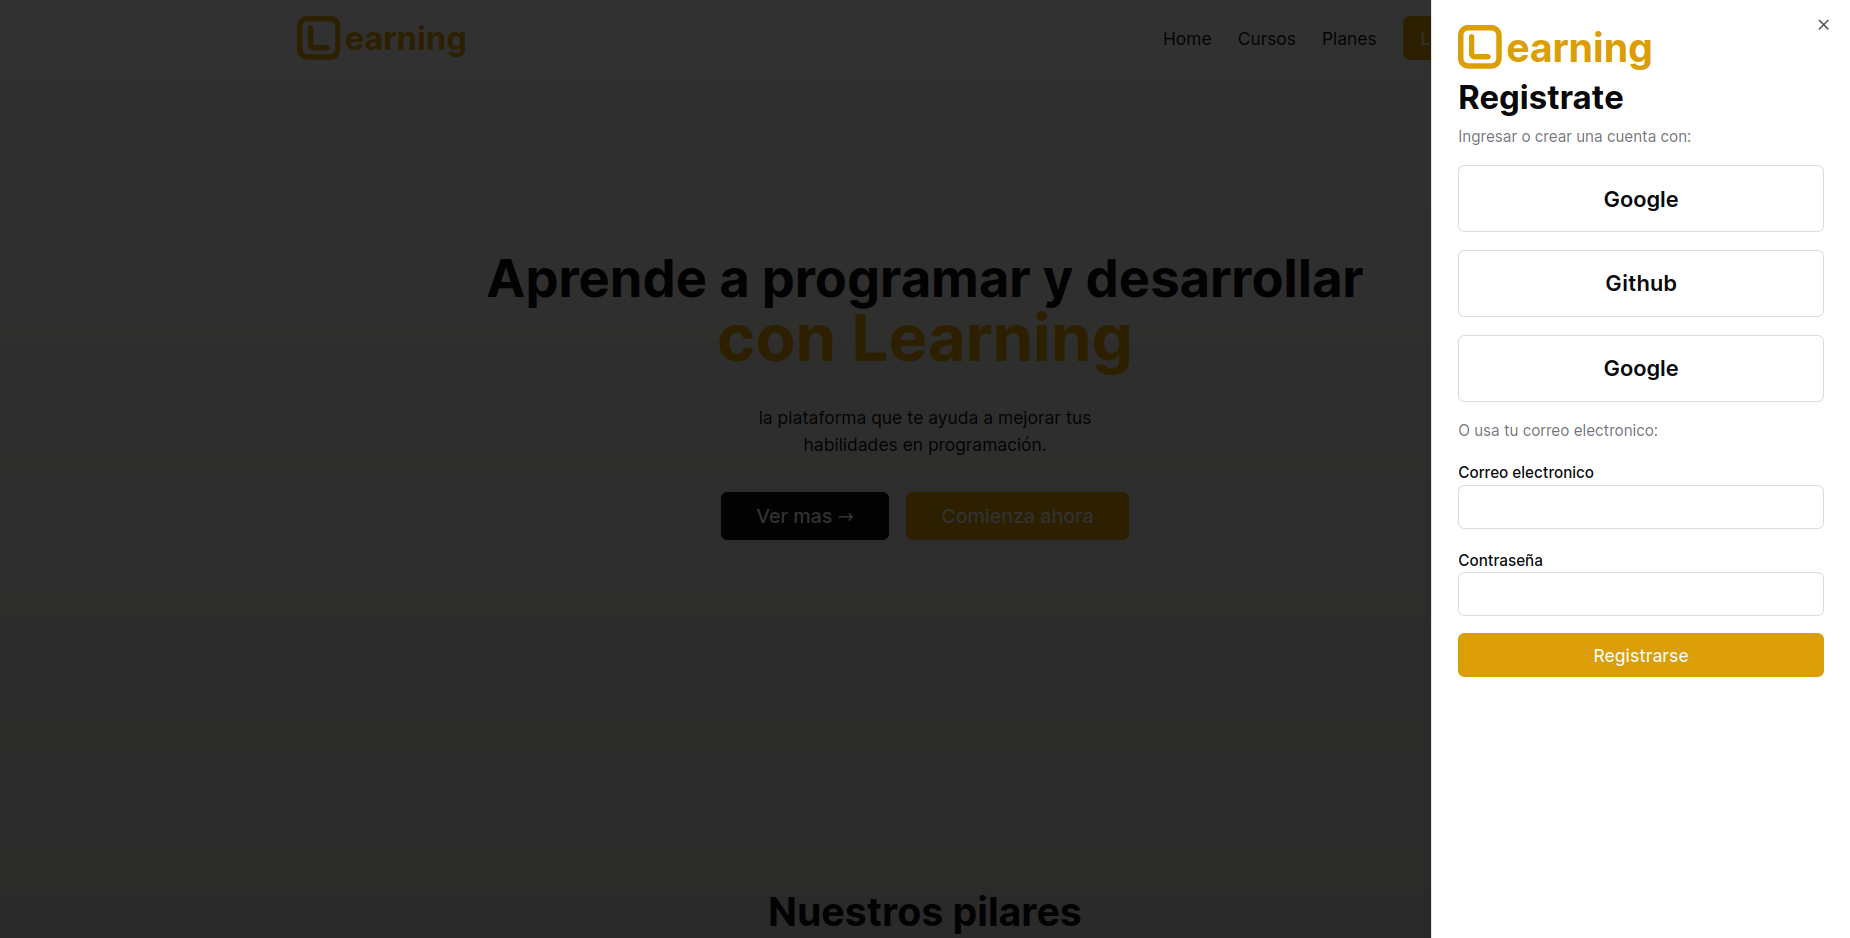 Learning
Home Cursos Planes L
Aprende a programar y desarrollar
con Learning
la plataforma que te ayuda a mejorar tus
habilidades en programación.
Ver mas →
Comienza ahora
Nuestros pilares
×
Learning
Registrate
Ingresar o crear una cuenta con:
Google
Github
Google
O usa tu correo electronico:
Correo electronico
Contraseña
Registrarse